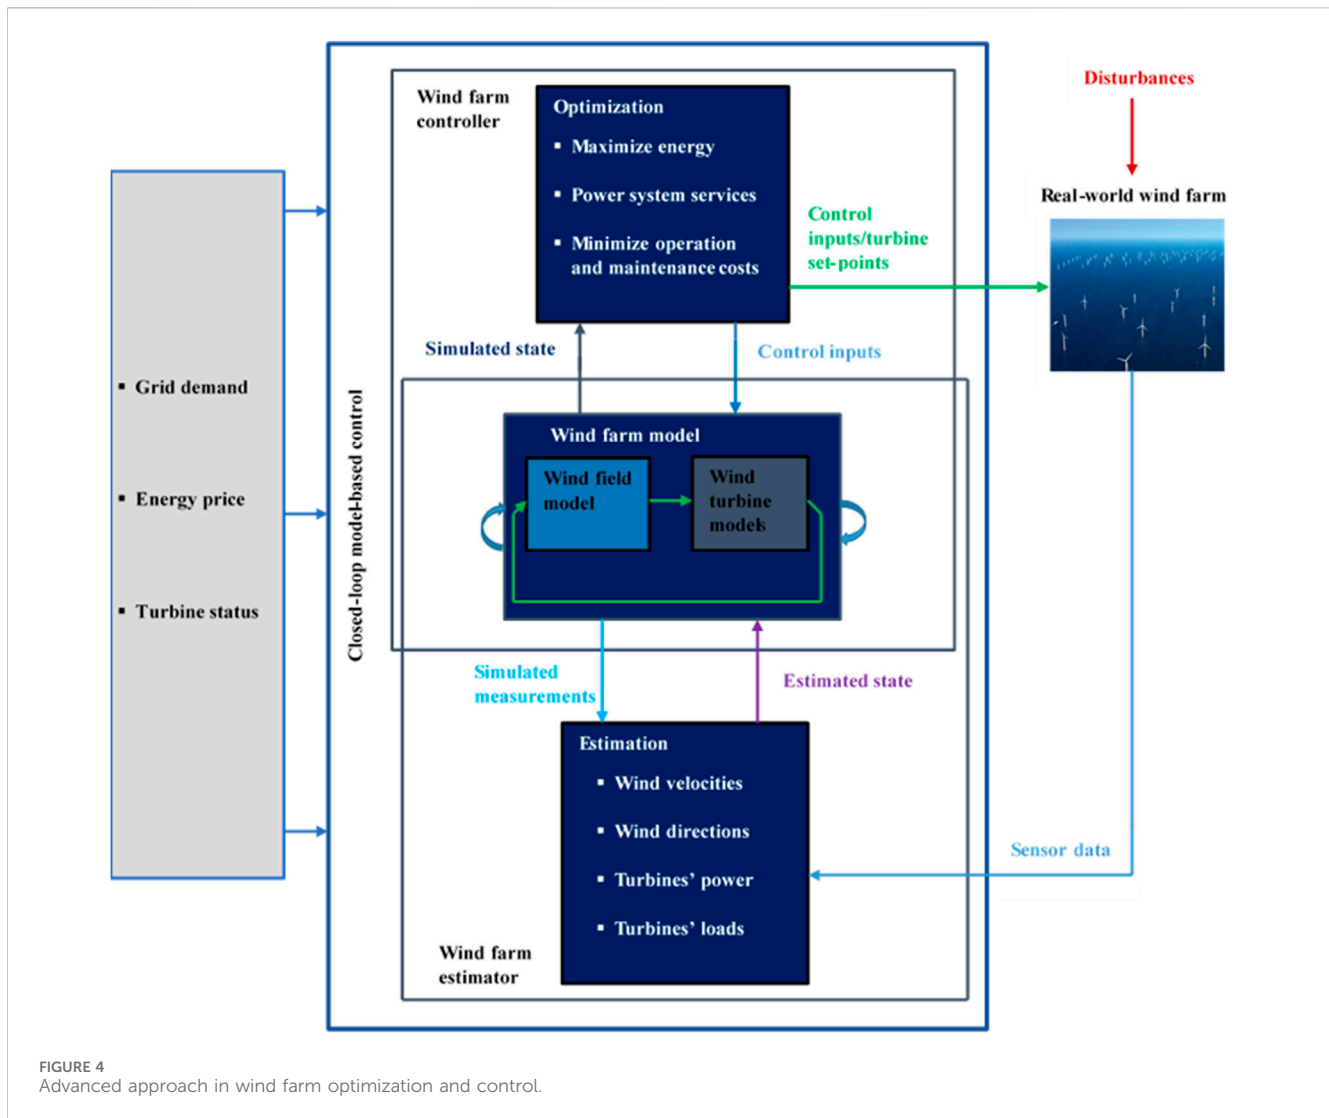 Wind farm
controller
Optimization
▪ Maximize energy
▪ Power system services
▪ Minimize operation
and maintenance costs
Disturbances
Real-world wind farm
Control
inputs/turbine
set-points
Simulated state
Control inputs
▪ Grid demand
▪ Energy price
▪ Turbine status
Closed-loop model-based control
Wind farm model
Wind field
model
Wind
turbine
models
Simulated
measurements
Estimated state
Estimation
▪ Wind velocities
▪ Wind directions
▪ Turbines’ power
▪ Turbines’ loads
Sensor data
Wind farm
estimator
FIGURE 4
Advanced approach in wind farm optimization and control.